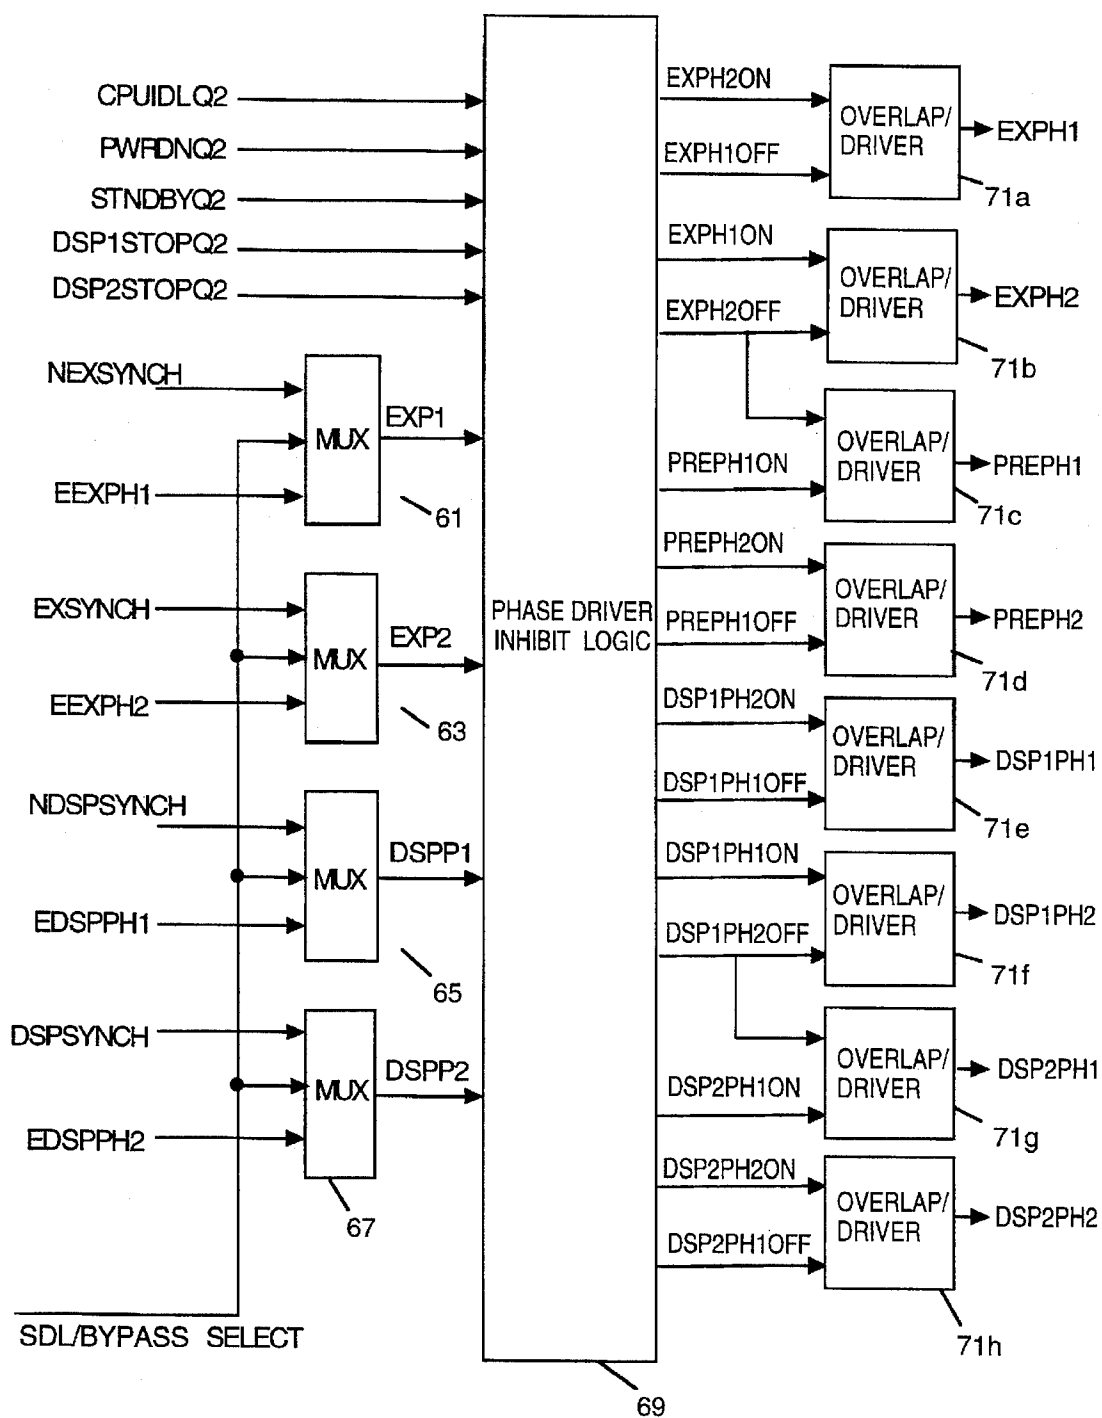 CPUIDLQ2
PWRDNQ2
STNDBYQ2
DSP1STOPQ2
DSP2STOPQ2
NEXSYNCH
MUX
EXP1
EEXPH1
61
EXSYNCH
MUX
EXP2
EEXPH2
63
NDSPSYNCH
MUX
DSPP1
EDSPPH1
65
DSPSYNCH
MUX
DSPP2
EDSPPH2
67
SDL/BYPASS SELECT
PHASE DRIVER
INHIBIT LOGIC
69
EXPH2ON
EXPH1OFF
OVERLAP/
DRIVER
EXPH1
71a
EXPH1ON
EXPH2OFF
OVERLAP/
DRIVER
EXPH2
71b
PREPH1ON
OVERLAP/
DRIVER
PREPH1
71c
PREPH2ON
PREPH1OFF
OVERLAP/
DRIVER
PREPH2
71d
DSP1PH2ON
DSP1PH1OFF
OVERLAP/
DRIVER
DSP1PH1
71e
DSP1PH1ON
DSP1PH2OFF
OVERLAP/
DRIVER
DSP1PH2
71f
DSP2PH1ON
OVERLAP/
DRIVER
DSP2PH1
71g
DSP2PH2ON
DSP2PH1OFF
OVERLAP/
DRIVER
DSP2PH2
71h